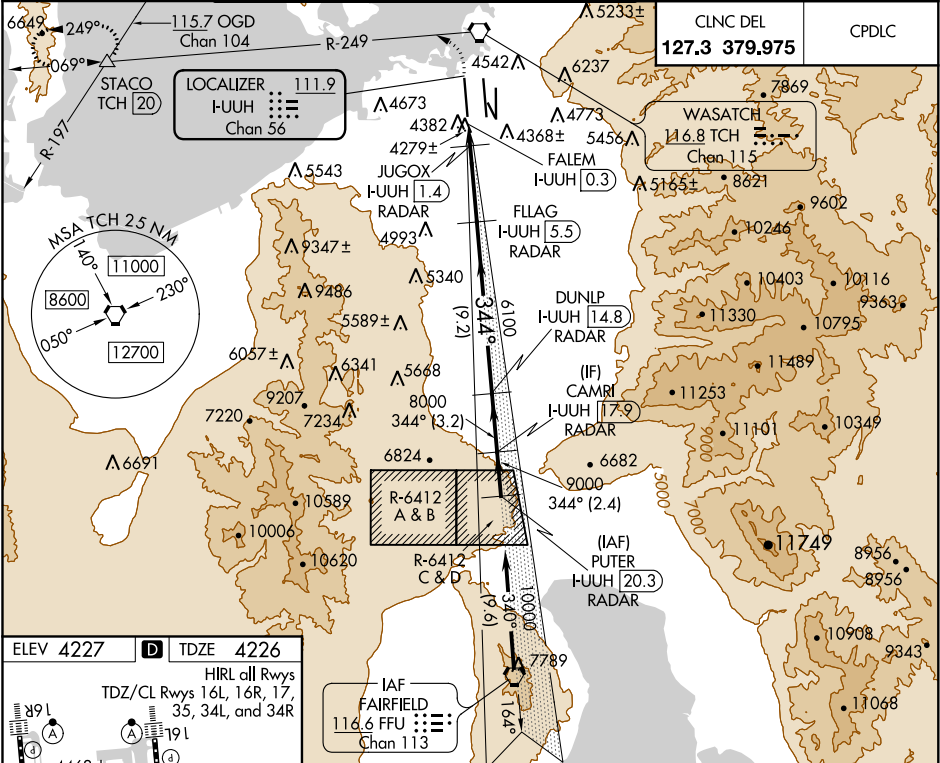 6649
249°
069°
115.7 OGD
Chan 104
R-249
R-197
STACO
TCH 20
LOCALIZER 111.9
I-UUH
Chan 56
5233±
CLNC DEL
127.3 379.975
CPDLC
4542
6237
7869
4673
4773
4382
4368±
5456
4279±
WASATCH
116.8 TCH
Chan 115
JUGOX
I-UUH 1.4
RADAR
FALEM
I-UUH 0.3
5543
5165±
8621
9602
MSA TCH 25 NM
140°
11000
8600
230°
050°
12700
9347±
4993
FLLAG
I-UUH 5.5
RADAR
10246
9486
5340
10403
10116
9363
5589±
344°
(9.2)
6100
DUNLP
I-UUH 14.8
RADAR
11330
10795
6057±
6341
5668
11489
9207
7220
7234
8000
344° (3.2)
(IF)
CAMRI
I-UUH 17.9
RADAR
11253
11101
10349
6691
6824
6682
9000
344° (2.4)
5000
7000
R-6412
A & B
10589
10006
10620
R-6412
C & D
(IAF)
PUTER
I-UUH 20.3
RADAR
11749
8956
8956
(9.6)
340°
10000
10908
9343
11068
7789
IAF
FAIRFIELD
116.6 FFU
Chan 113
164°
ELEV 4227
D
TDZE 4226
HIRL all Rwys
TDZ/CL Rwys 16L, 16R, 17,
35, 34L, and 34R
16R
A
A
16L
P
P